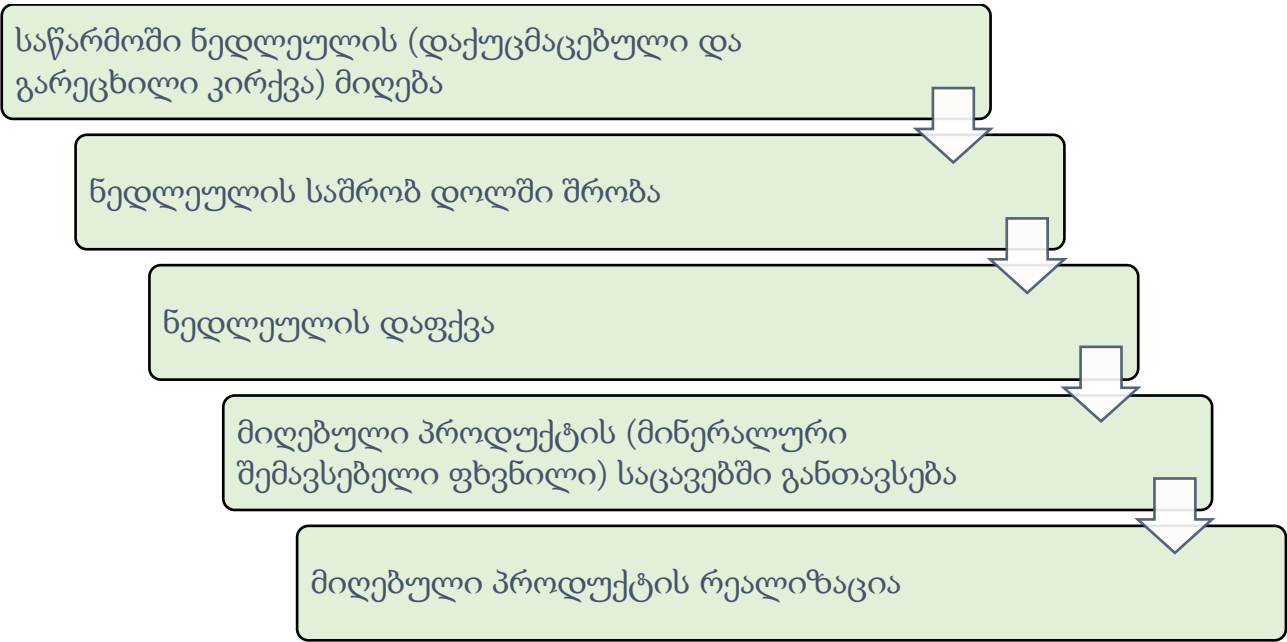 საწარმოში ნედლეულის (დაქუცმაცებული და
გარეცხილი კირქვა) მიღება
ნედლეულის საშრობ დოლში შრობა
ნედლეულის დაფქვა
მიღებული პროდუქტის (მინერალური
შემავსებელი ფხვნილი) საცავებში განთავსება
მიღებული პროდუქტის რეალიზაცია